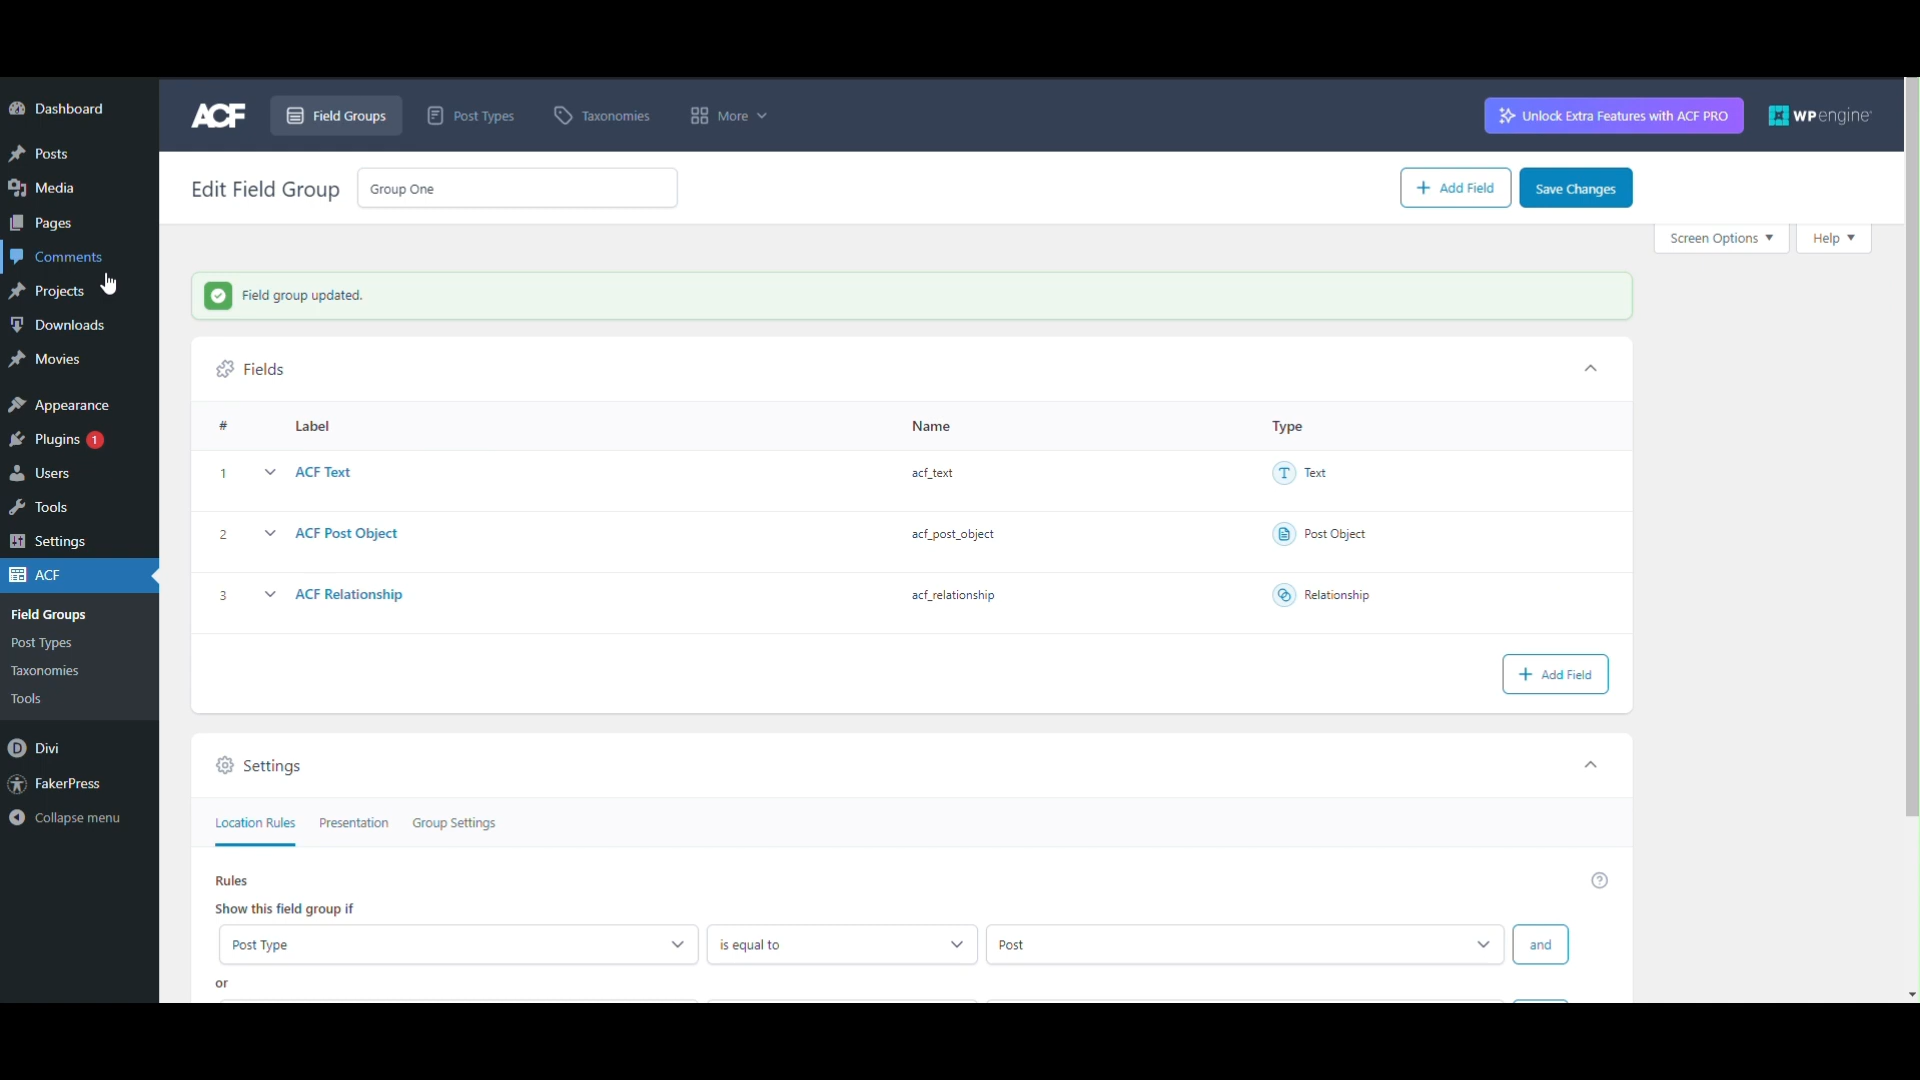 Dashboard
Posts
Media
Pages
Comments
Projects
Downloads
Movies
Appearance
Plugins 1
Users
Tools
Settings
ACF
Field Groups
Post Types
Taxonomies
Tools
Divi
FakerPress
Collapse menu
ACF Field Groups Post Types Taxonomies More Unlock Extra Features with ACF PRO WPengine
Edit Field Group Group One + Add Field Save Changes
Screen Options Help
Field group updated.
Fields
# Label Name Type
1 ACF Text acf_text T Text
2 ACF Post Object acf_post_object Post Object
3 ACF Relationship acf_relationship Relationship
+ Add Field
Settings
Location Rules Presentation Group Settings
Rules ?
Show this field group if
Post Type is equal to Post and
or